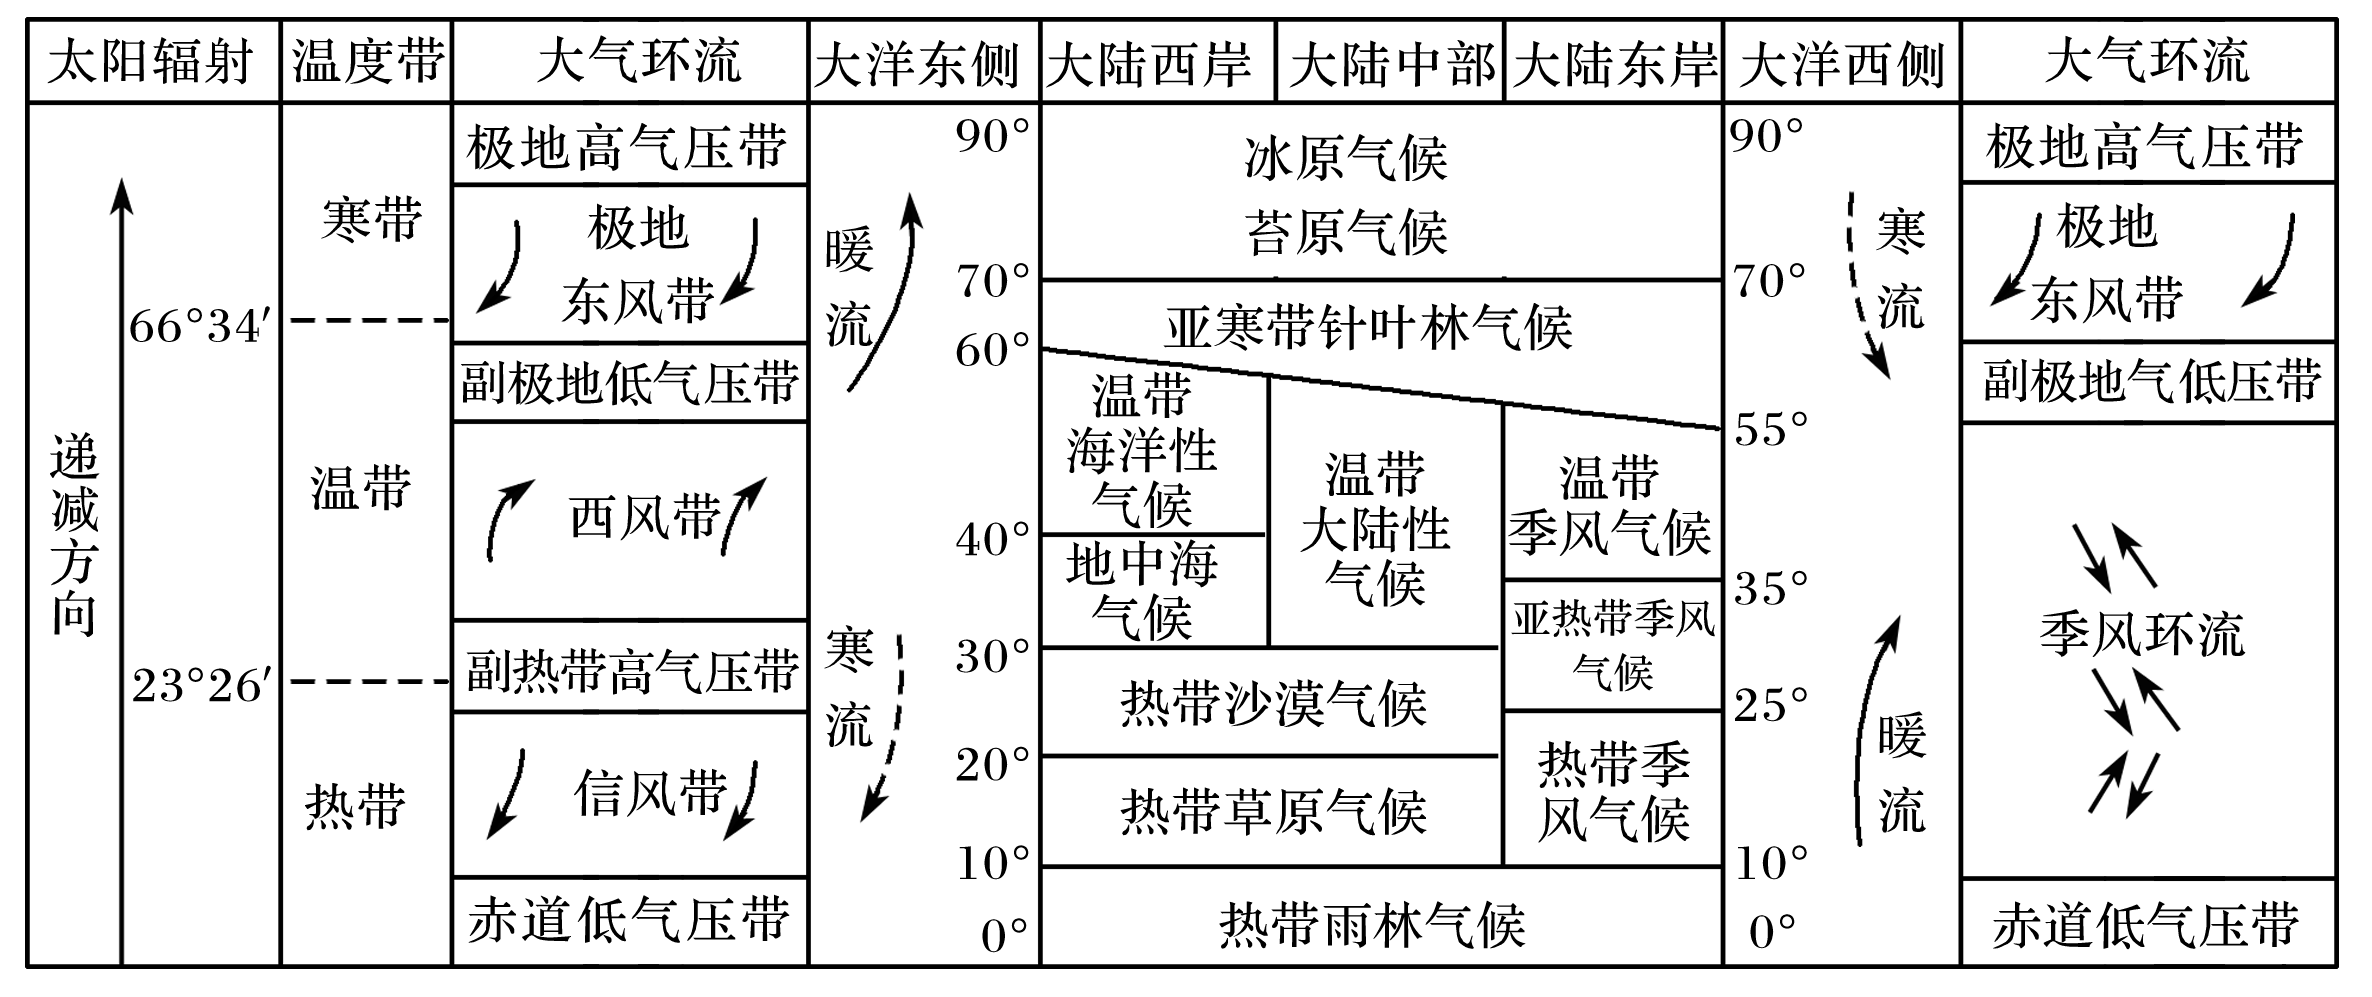 太阳辐射
温度带
大气环流
大洋东侧
大陆西岸
大陆中部
大陆东岸
大洋西侧
大气环流
递减方向
66°34′
23°26′
寒带
温带
热带
极地高气压带
极地
东风带
副极地低气压带
西风带
副热带高气压带
信风带
赤道低气压带
暖流
寒流
90°
70°
60°
40°
30°
20°
10°
0°
冰原气候
苔原气候
亚寒带针叶林气候
温带
海洋性
气候
地中海
气候
温带
大陆性
气候
温带
季风气候
亚热带季风
气候
热带沙漠气候
热带草原气候
热带季
风气候
热带雨林气候
90°
70°
55°
35°
25°
10°
0°
寒流
暖流
极地高气压带
极地
东风带
副极地气低压带
季风环流
赤道低气压带